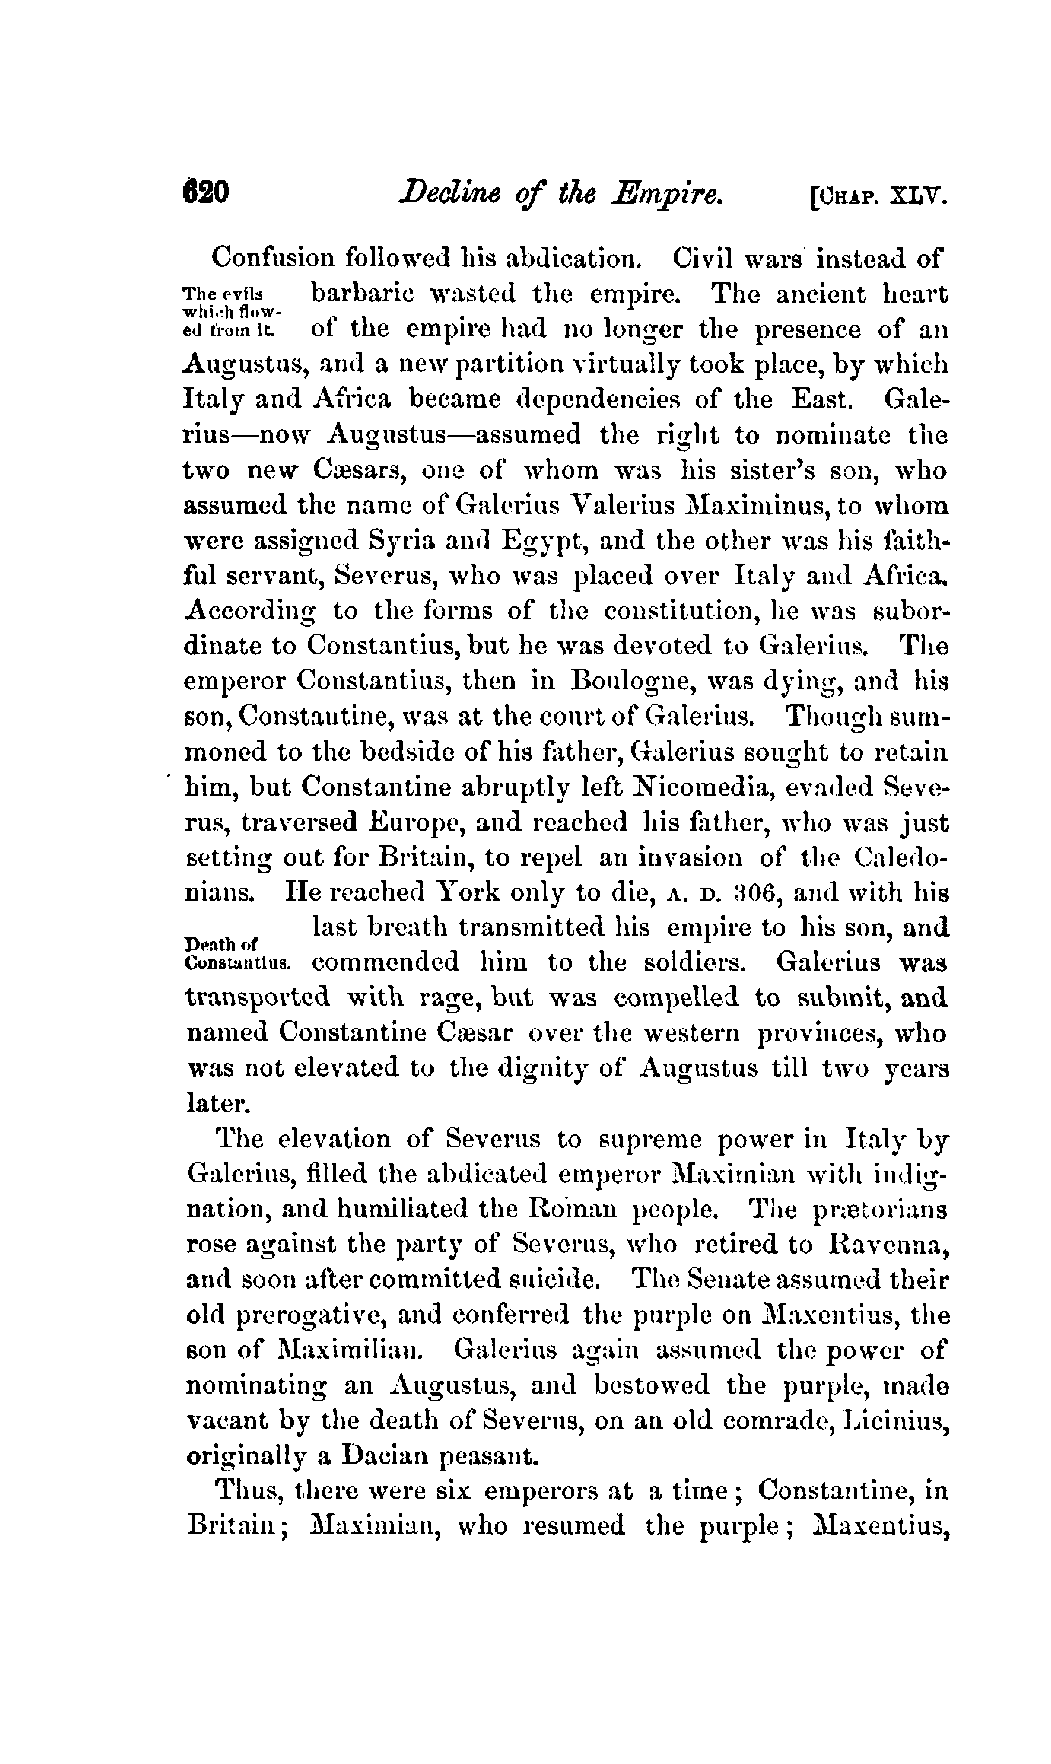 620 Decline of the Empire. [CHAP. XLV.
Confusion followed his abdication. Civil wars instead of
The evils
which flow-
ed from it.
barbaric wasted the empire. The ancient heart
of the empire had no longer the presence of an
Augustus, and a new partition virtually took place, by which
Italy and Africa became dependencies of the East. Gale-
rius—now Augustus—assumed the right to nominate the
two new Cæsars, one of whom was his sister's son, who
assumed the name of Galerius Valerius Maximinus, to whom
were assigned Syria and Egypt, and the other was his faith-
ful servant, Severus, who was placed over Italy and Africa.
According to the forms of the constitution, he was subor-
dinate to Constantius, but he was devoted to Galerius. The
emperor Constantius, then in Boulogne, was dying, and his
son, Constantine, was at the court of Galerius. Though sum-
moned to the bedside of his father, Galerius sought to retain
him, but Constantine abruptly left Nicomedia, evaded Seve-
rus, traversed Europe, and reached his father, who was just
setting out for Britain, to repel an invasion of the Caledo-
nians. He reached York only to die, A. D. 306, and with his
Death of
Constantius.
last breath transmitted his empire to his son, and
commended him to the soldiers. Galerius was
transported with rage, but was compelled to submit, and
named Constantine Cæsar over the western provinces, who
was not elevated to the dignity of Augustus till two years
later.
The elevation of Severus to supreme power in Italy by
Galerius, filled the abdicated emperor Maximian with indig-
nation, and humiliated the Roman people. The prætorians
rose against the party of Severus, who retired to Ravenna,
and soon after committed suicide. The Senate assumed their
old prerogative, and conferred the purple on Maxentius, the
son of Maximilian. Galerius again assumed the power of
nominating an Augustus, and bestowed the purple, made
vacant by the death of Severus, on an old comrade, Licinius,
originally a Dacian peasant.
Thus, there were six emperors at a time; Constantine, in
Britain; Maximian, who resumed the purple; Maxentius,